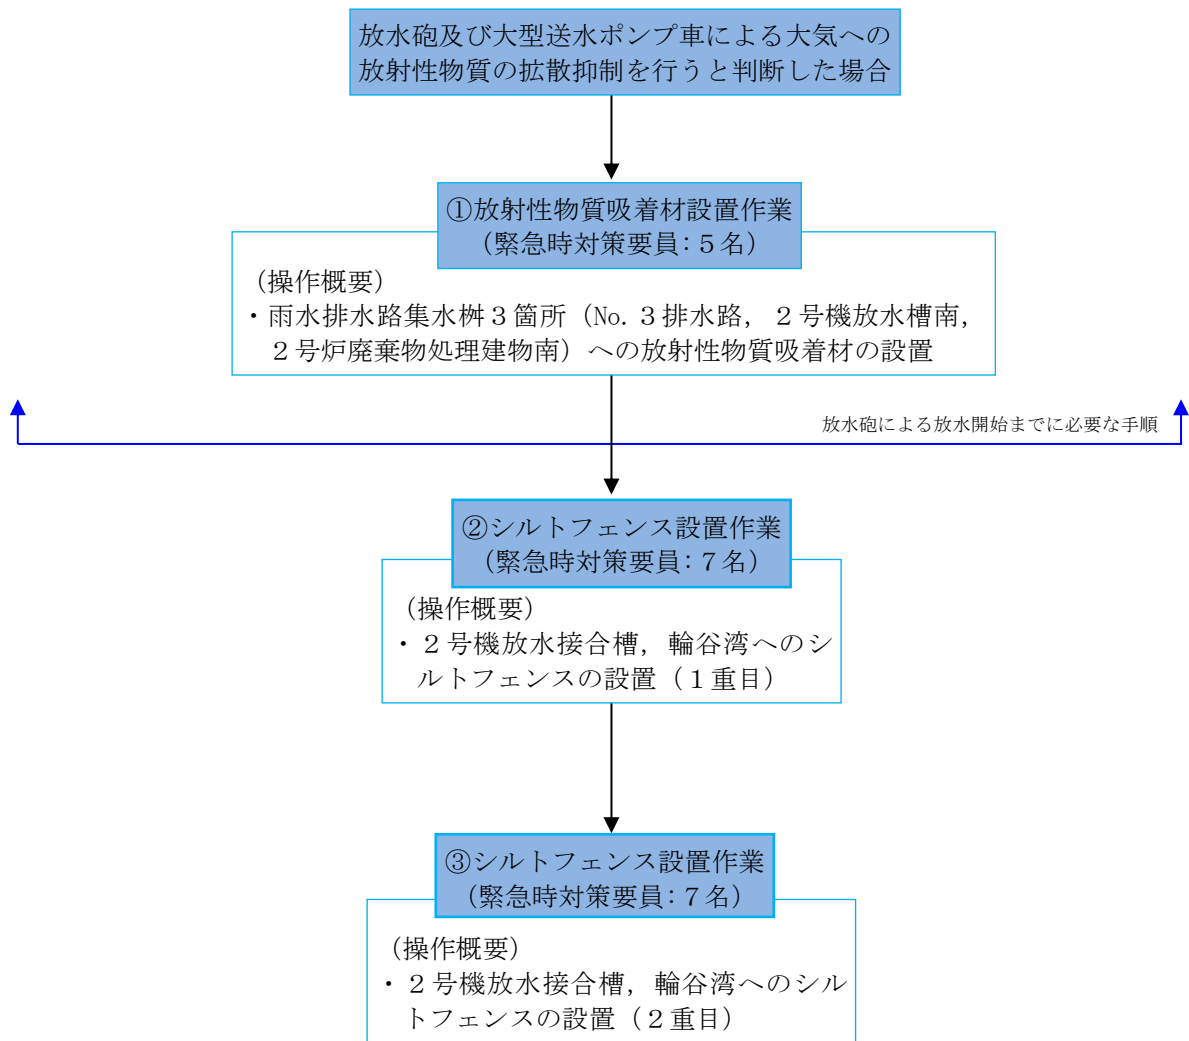 放水砲及び大型送水ポンプ車による大気への
放射性物質の拡散抑制を行うと判断した場合
①放射性物質吸着材設置作業
（緊急時対策要員：５名）
（操作概要）
・雨水排水路集水桝３箇所（No.３排水路，２号機放水槽南，
２号炉廃棄物処理建物南）への放射性物質吸着材の設置
放水砲による放水開始までに必要な手順
②シルトフェンス設置作業
（緊急時対策要員：７名）
（操作概要）
・２号機放水接合槽，輪谷湾へのシ
ルトフェンスの設置（１重目）
③シルトフェンス設置作業
（緊急時対策要員：７名）
（操作概要）
・２号機放水接合槽，輪谷湾へのシル
トフェンスの設置（２重目）